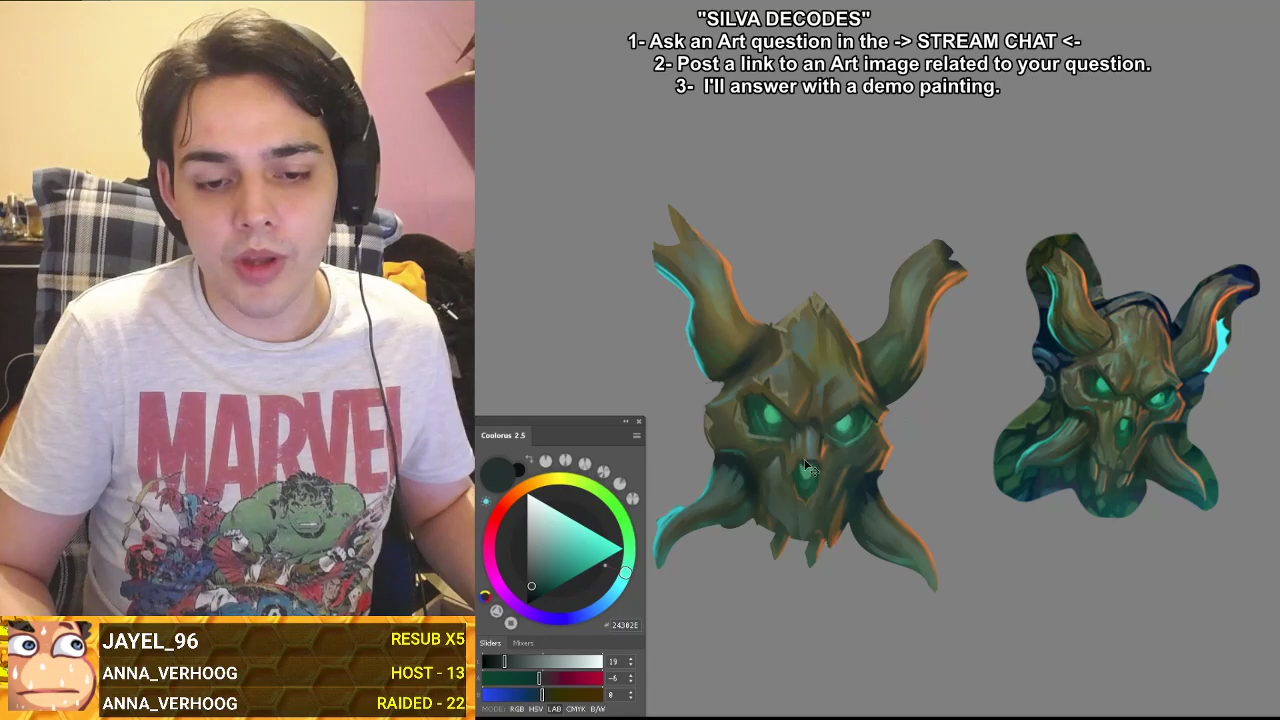 "SILVA DECODES"
1- Ask an Art question in the -> STREAM CHAT <-
2- Post a link to an Art image related to your question.
3- I'll answer with a demo painting.
MARVEL
Coolorus 2.5
# 24302E
Sliders Mixers
19
-6
8
MODE: RGB HSV LAB CMYK B/W
JAYEL_96 RESUB X5
ANNA_VERHOOG HOST - 13
ANNA_VERHOOG RAIDED - 22